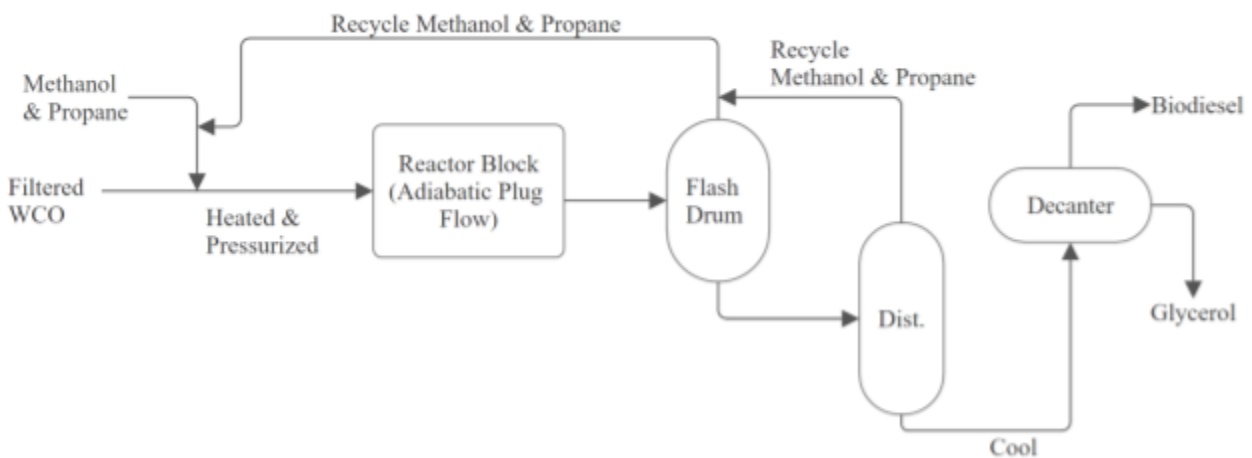 Recycle Methanol & Propane
Recycle
Methanol & Propane
Methanol
& Propane
Biodiesel
Reactor Block
(Adiabatic Plug
Flow)
Filtered
WCO
Flash
Drum
Decanter
Heated &
Pressurized
Glycerol
Dist.
Cool